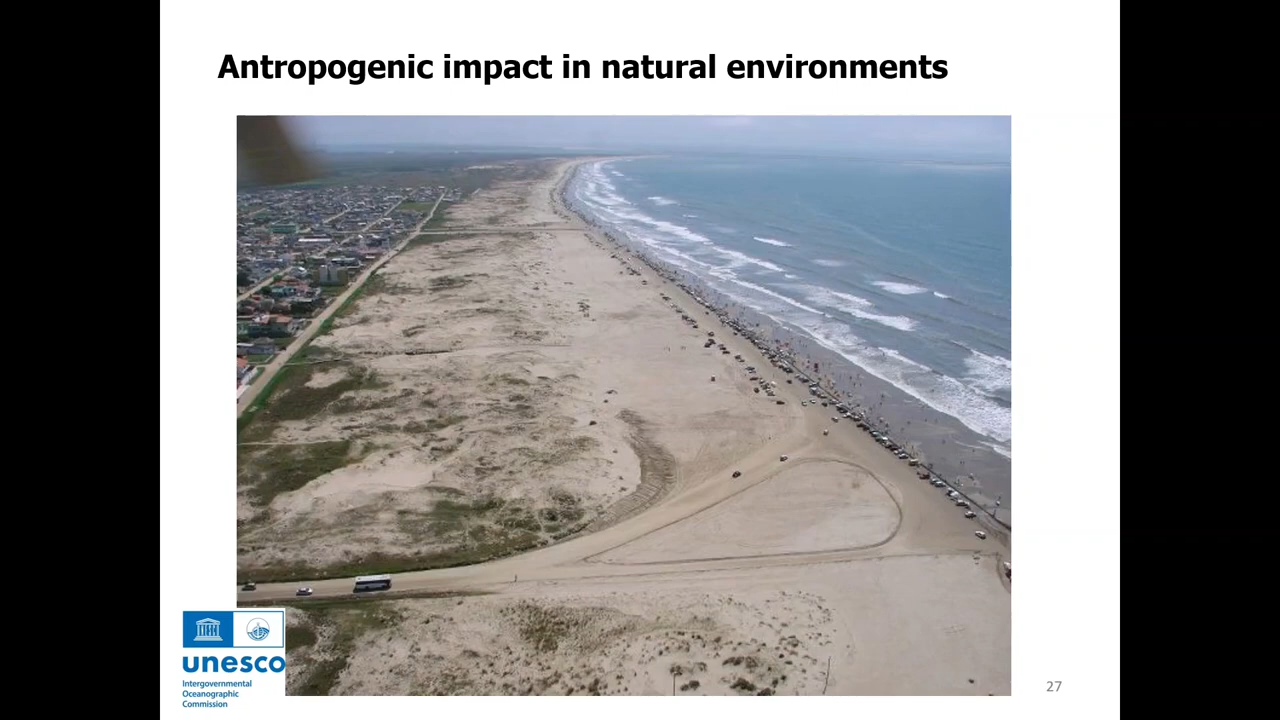 Antropogenic impact in natural environments
unesco
Intergovernmental
Oceanographic
Commission
27